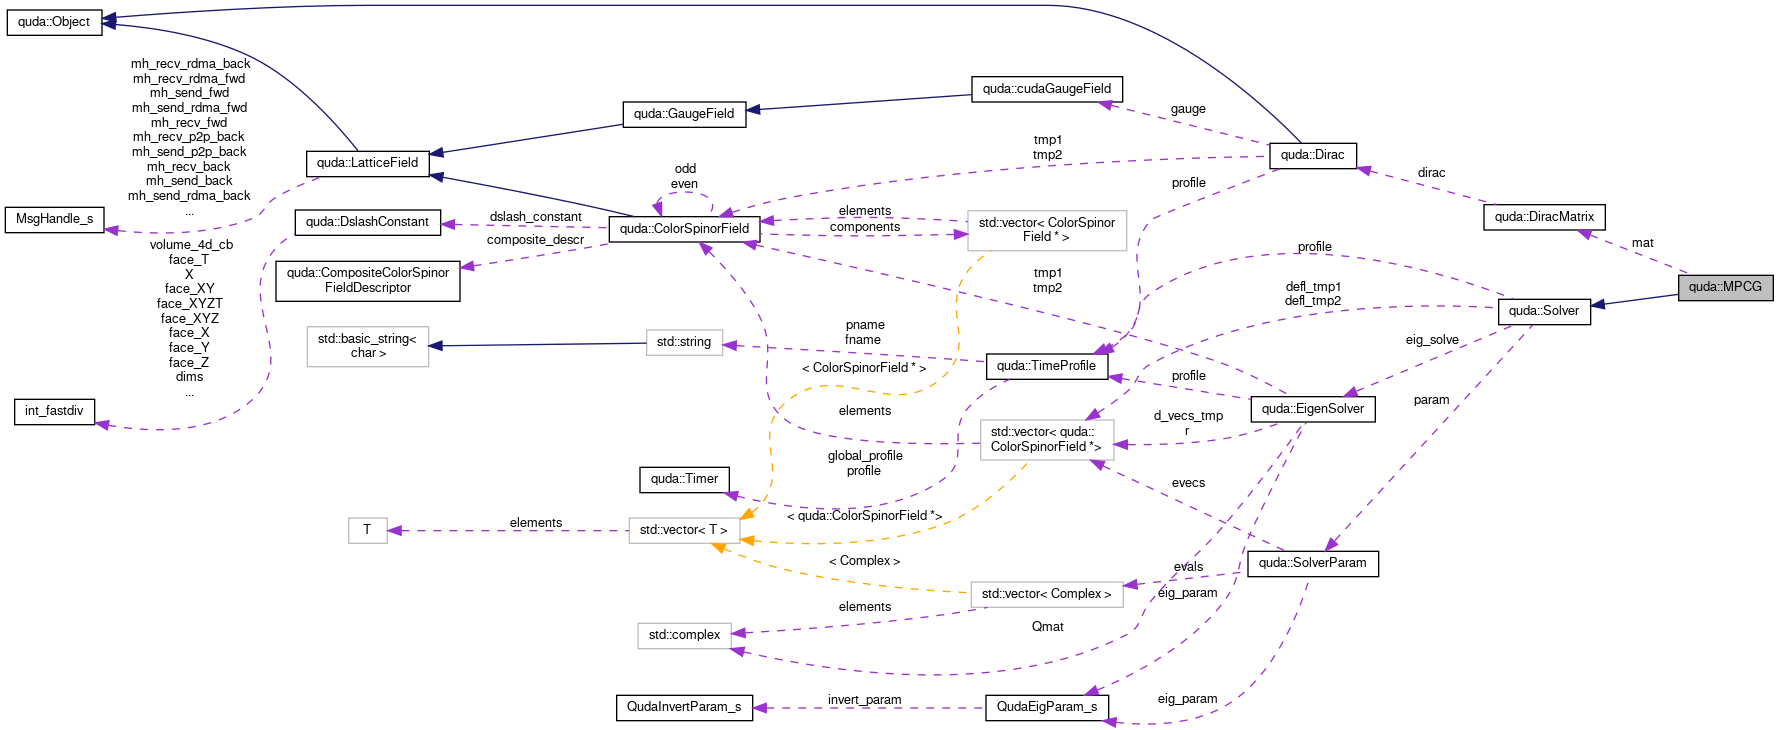 quda::Object
mh_recv_rdma_back
mh_recv_rdma_fwd
mh_send_fwd
mh_send_rdma_fwd
mh_recv_fwd
mh_recv_p2p_back
mh_send_p2p_back
mh_recv_back
mh_send_back
mh_send_rdma_back
...
MsgHandle_s
volume_4d_cb
face_T
X
face_XY
face_XYZT
face_XYZ
face_X
face_Y
face_Z
dims
...
int_fastdiv
quda::LatticeField
quda::DslashConstant
quda::CompositeColorSpinor
FieldDescriptor
std::basic_string<
char >
T
dslash_constant
composite_descr
elements
quda::GaugeField
odd
even
quda::ColorSpinorField
std::string
quda::Timer
std::vector< T >
std::complex
QudaInvertParam_s
elements
components
pname
fname
< ColorSpinorField * >
elements
global_profile
profile
< quda::ColorSpinorField *>
< Complex >
elements
invert_param
quda::cudaGaugeField
std::vector< ColorSpinor
Field * >
quda::TimeProfile
std::vector< quda::
ColorSpinorField *>
std::vector< Complex >
QudaEigParam_s
tmp1
tmp2
tmp1
tmp2
Qmat
gauge
profile
profile
d_vecs_tmp
r
evecs
evals
eig_param
eig_param
quda::Dirac
profile
defl_tmp1
defl_tmp2
quda::EigenSolver
quda::SolverParam
dirac
eig_solve
param
quda::DiracMatrix
quda::Solver
mat
quda::MPCG